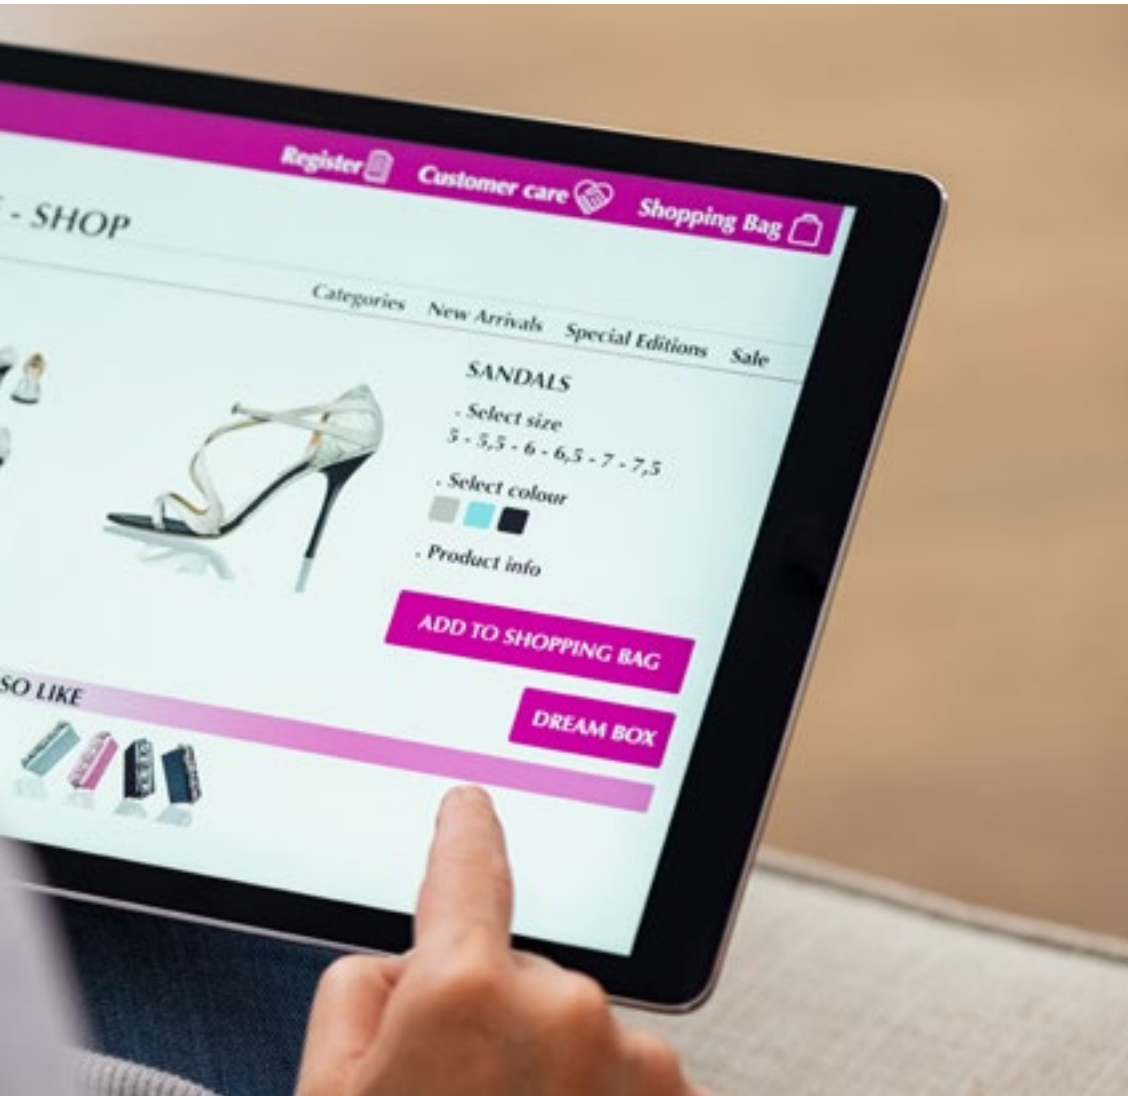 Register
Customer care
Shopping Bag
- SHOP
Categories New Arrivals Special Editions Sale
SANDALS
. Select size
5 - 5,5 - 6 - 6,5 - 7 - 7,5
. Select colour
. Product info
ADD TO SHOPPING BAG
DREAM BOX
SO LIKE